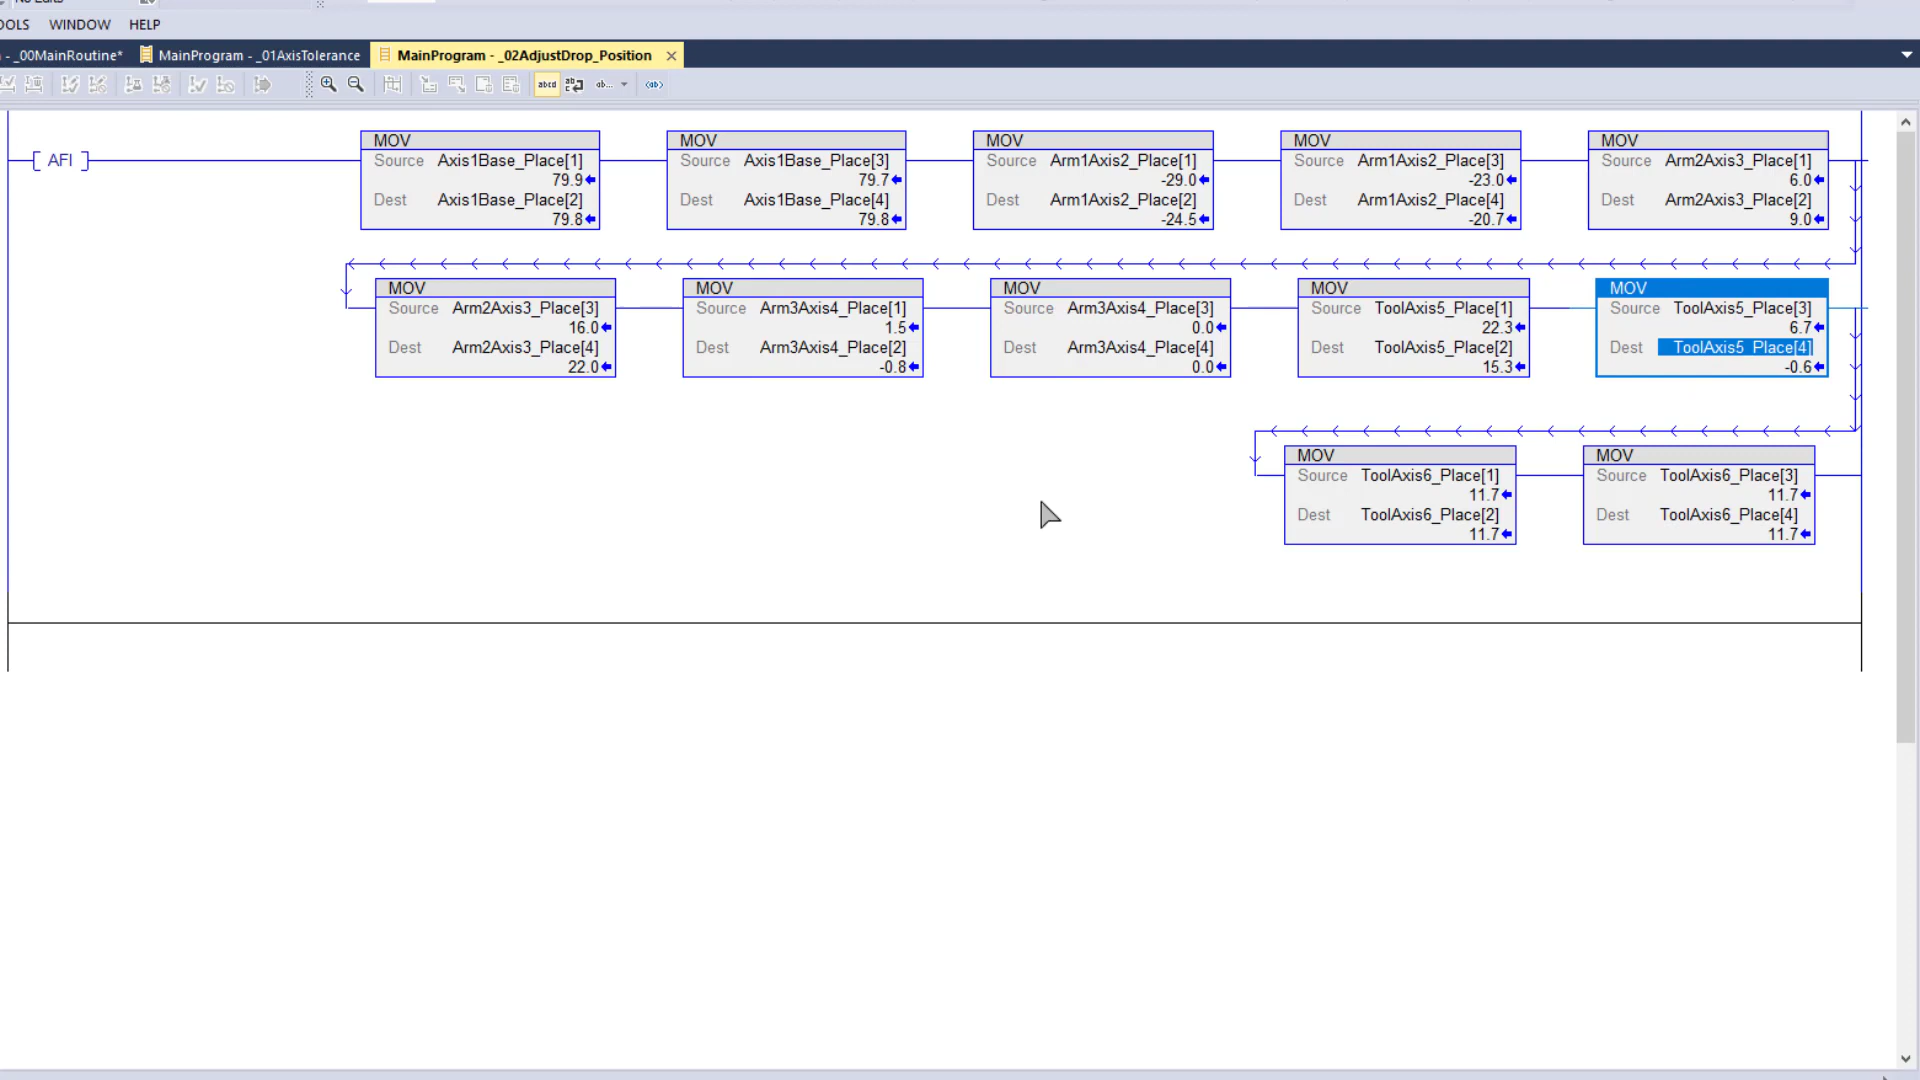 OOLS WINDOW HELP
- _00MainRoutine* MainProgram - _01AxisTolerance MainProgram - _02AdjustDrop_Position
abcd ab... <ab>
AFI
MOV MOV MOV MOV MOV
Source Axis1Base_Place[1] Source Axis1Base_Place[3] Source Arm1Axis2_Place[1] Source Arm1Axis2_Place[3] Source Arm2Axis3_Place[1]
79.9 79.7 -29.0 -23.0 6.0
Dest Axis1Base_Place[2] Dest Axis1Base_Place[4] Dest Arm1Axis2_Place[2] Dest Arm1Axis2_Place[4] Dest Arm2Axis3_Place[2]
79.8 79.8 -24.5 -20.7 9.0
MOV MOV MOV MOV MOV
Source Arm2Axis3_Place[3] Source Arm3Axis4_Place[1] Source Arm3Axis4_Place[3] Source ToolAxis5_Place[1] Source ToolAxis5_Place[3]
16.0 1.5 0.0 22.3 6.7
Dest Arm2Axis3_Place[4] Dest Arm3Axis4_Place[2] Dest Arm3Axis4_Place[4] Dest ToolAxis5_Place[2] Dest ToolAxis5_Place[4]
22.0 -0.8 0.0 15.3 -0.6
MOV MOV
Source ToolAxis6_Place[1] Source ToolAxis6_Place[3]
11.7 11.7
Dest ToolAxis6_Place[2] Dest ToolAxis6_Place[4]
11.7 11.7